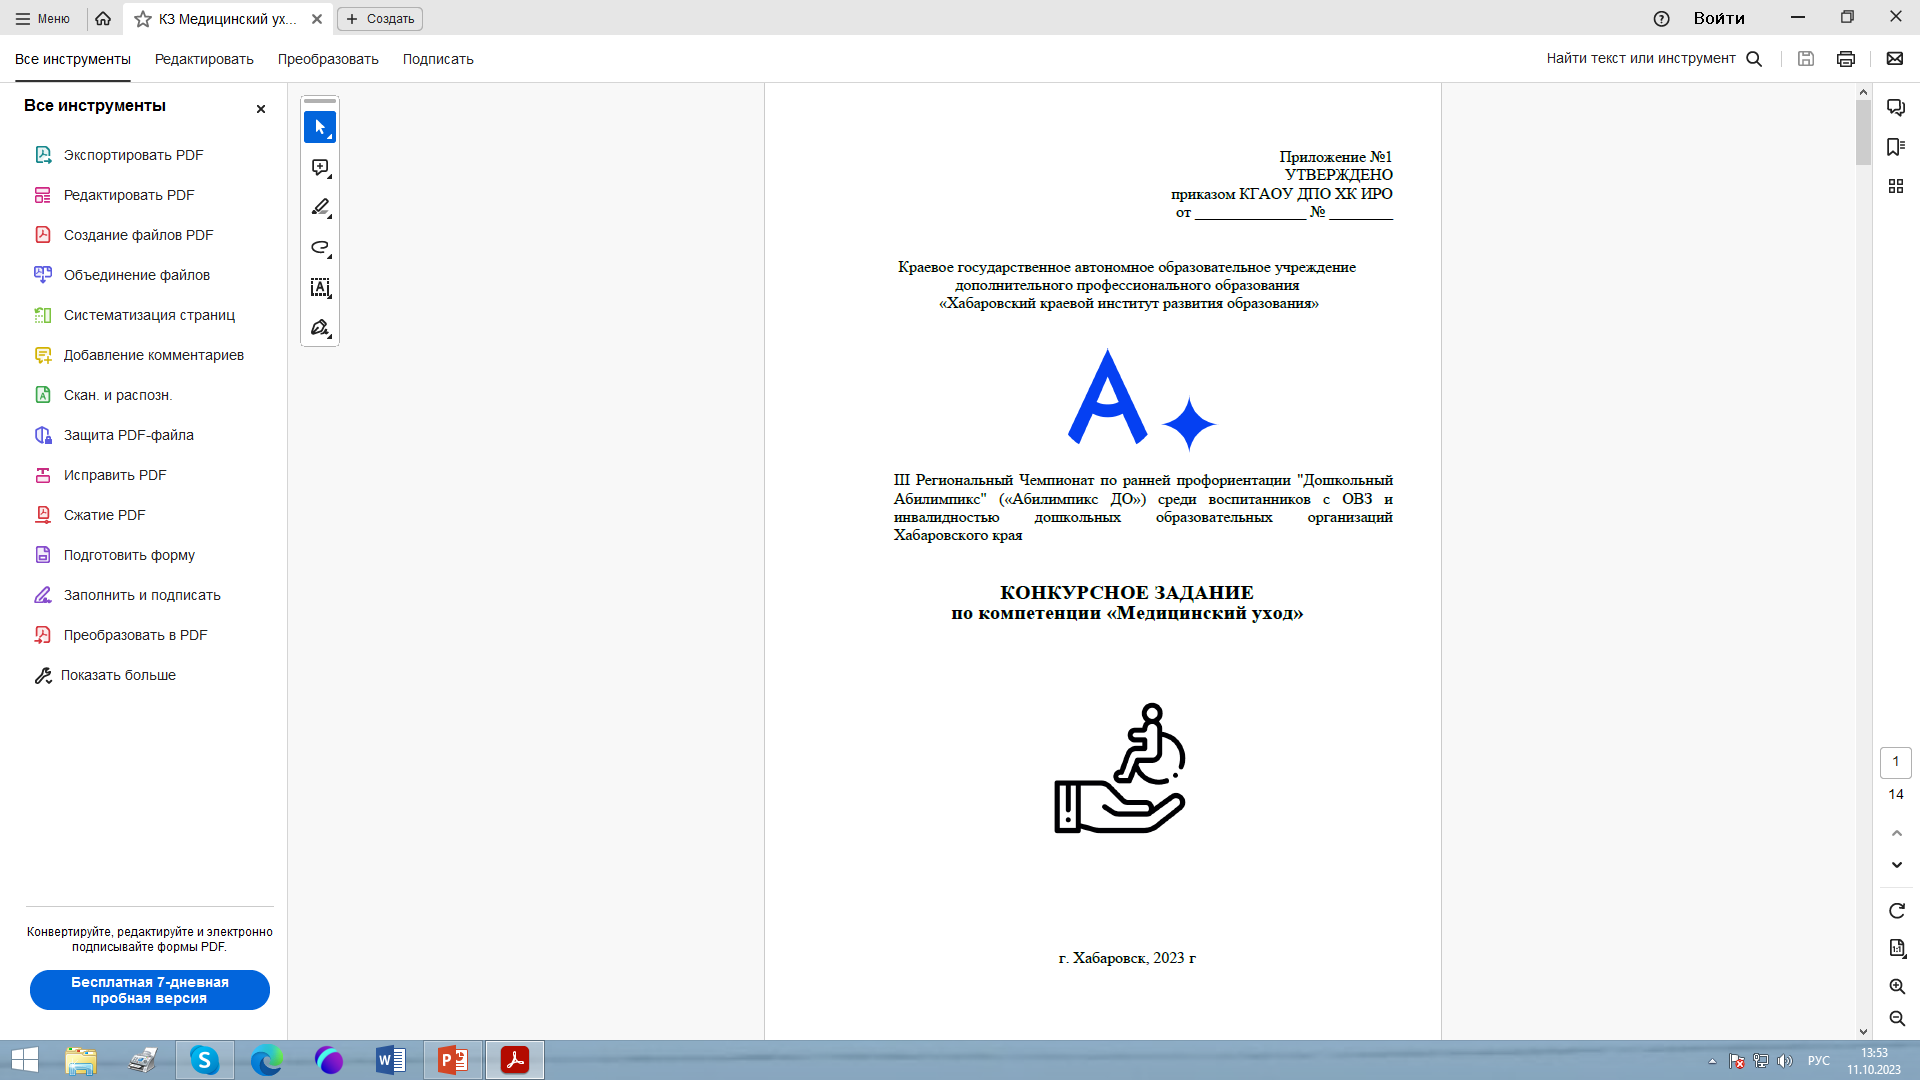 Меню
КЗ Медицинский ух...
Создать
Войти
Все инструменты
Редактировать
Преобразовать
Подписать
Найти текст или инструмент
Все инструменты
Экспортировать PDF
Редактировать PDF
Создание файлов PDF
Объединение файлов
Систематизация страниц
Добавление комментариев
Скан. и распозн.
Защита PDF-файла
Исправить PDF
Сжатие PDF
Подготовить форму
Заполнить и подписать
Преобразовать в PDF
Показать больше
Конвертируйте, редактируйте и электронно
подписывайте формы PDF.
Бесплатная 7-дневная
пробная версия
Приложение №1
УТВЕРЖДЕНО
приказом КГАОУ ДПО ХК ИРО
от ______________ № ________
Краевое государственное автономное образовательное учреждение
дополнительного профессионального образования
«Хабаровский краевой институт развития образования»
III Региональный Чемпионат по ранней профориентации "Дошкольный
Абилимпикс" («Абилимпикс ДО») среди воспитанников с ОВЗ и
инвалидностью дошкольных образовательных организаций
Хабаровского края
КОНКУРСНОЕ ЗАДАНИЕ
по компетенции «Медицинский уход»
г. Хабаровск, 2023 г
1
14
РУС
13:53
11.10.2023